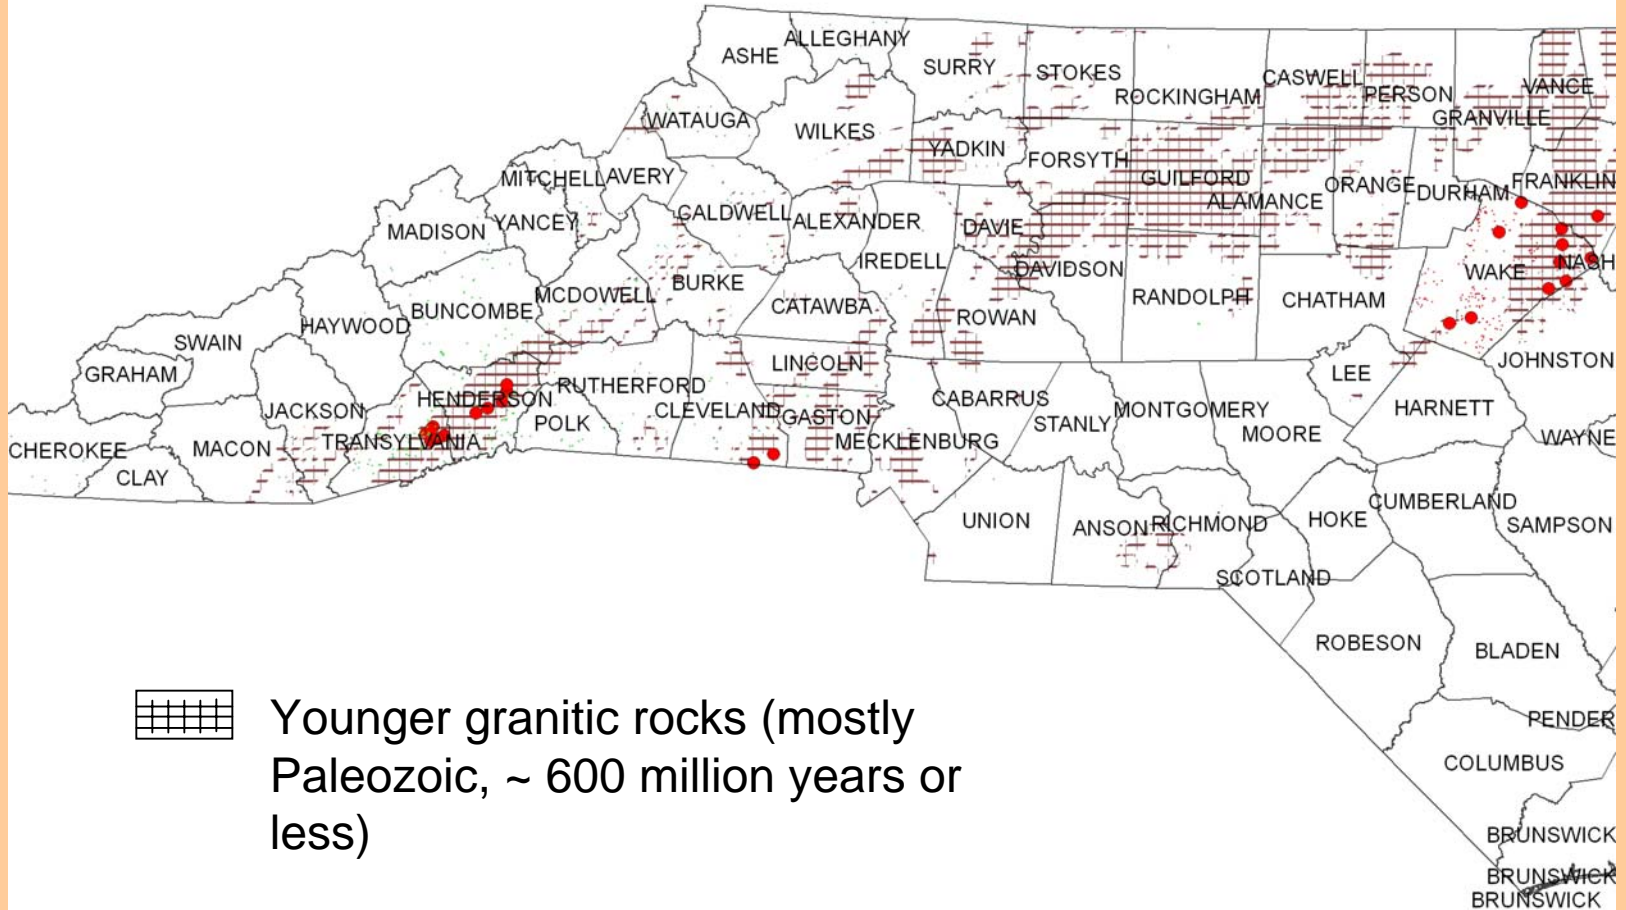 ALLEGHANY
ASHE
SURRY
STOKES
CASWELL
PERSON
VANCE
ROCKINGHAM
GRANVILLE
WATAUGA
WILKES
YADKIN
FORSYTH
MITCHELL
AVERY
GUILFORD
ORANGE
DURHAM
FRANKLIN
ALAMANCE
CALDWELL
ALEXANDER
YANCEY
MADISON
DAVIE
IREDELL
DAVIDSON
WAKE
NASH
BURKE
MCDOWELL
BUNCOMBE
CATAWBA
ROWAN
RANDOLPH
CHATHAM
HAYWOOD
SWAIN
GRAHAM
LINCOLN
LEE
JOHNSTON
RUTHERFORD
HENDERSON
CABARRUS
JACKSON
CLEVELAND
GASTON
POLK
STANLY
MONTGOMERY
HARNETT
MOORE
WAYNE
TRANSYLVANIA
MECKLENBURG
CHEROKEE
MACON
CLAY
CUMBERLAND
UNION
ANSON
RICHMOND
HOKE
SAMPSON
SCOTLAND
ROBESON
BLADEN
PENDER
COLUMBUS
BRUNSWICK
BRUNSWICK
BRUNSWICK
Younger granitic rocks (mostly
Paleozoic, ~ 600 million years or
less)